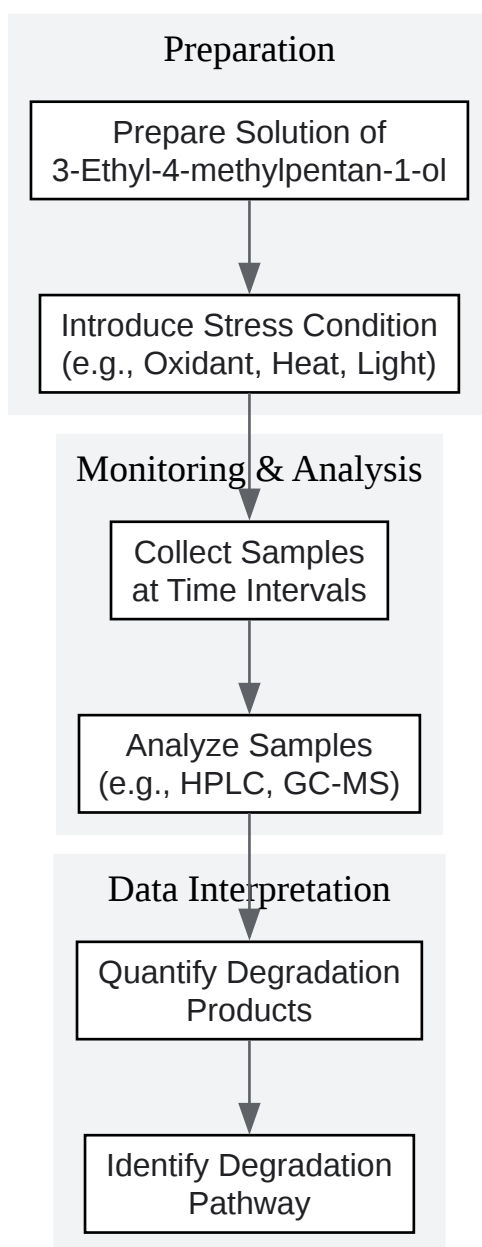 Preparation
Prepare Solution of
3-Ethyl-4-methylpentan-1-ol
Introduce Stress Condition
(e.g., Oxidant, Heat, Light)
Monitoring & Analysis
Collect Samples
at Time Intervals
Analyze Samples
(e.g., HPLC, GC-MS)
Data Interpretation
Quantify Degradation
Products
Identify Degradation
Pathway